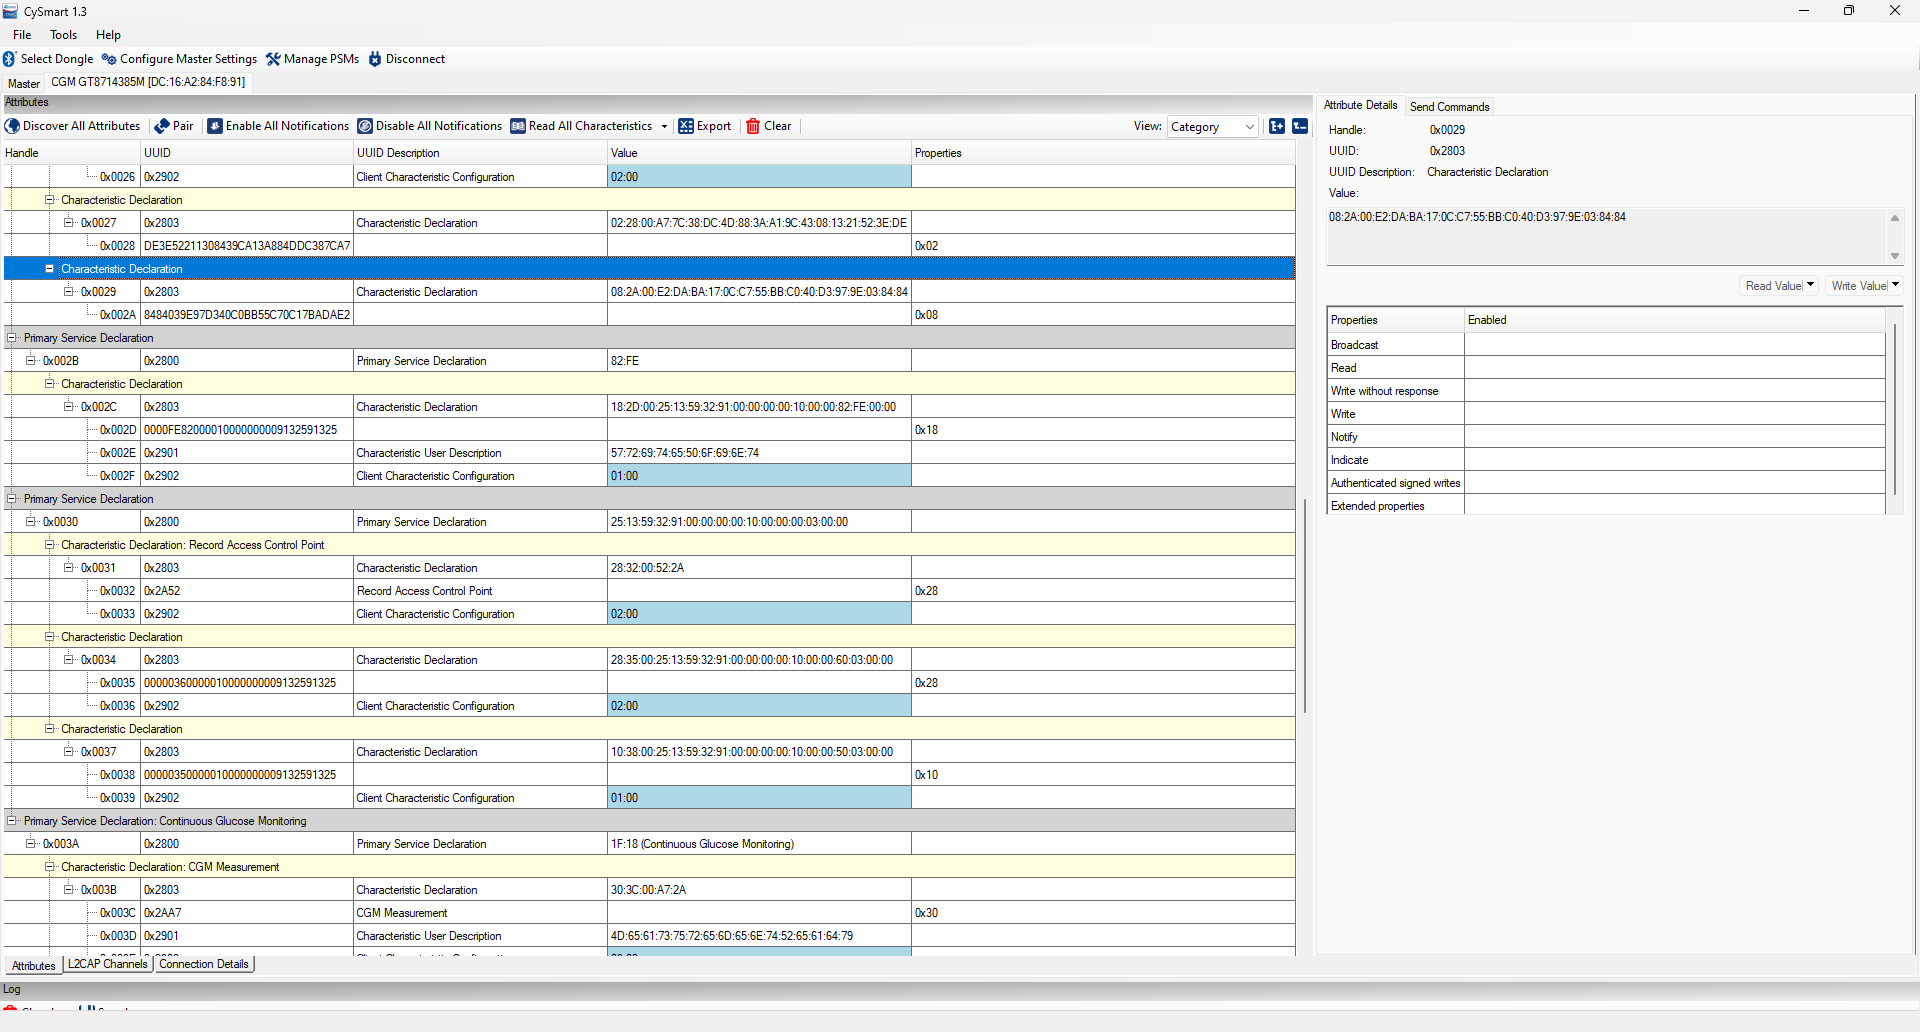 CySmart 1.3
File Tools Help
Select Dongle Configure Master Settings Manage PSMs Disconnect
Master CGM GT8714385M [DC:16:A2:84:F8:91]
Attributes
Discover All Attributes Pair Enable All Notifications Disable All Notifications Read All Characteristics Export Clear View: Category
Handle UUID UUID Description Value Properties
0x0026 0x2902 Client Characteristic Configuration 02:00
Characteristic Declaration
0x0027 0x2803 Characteristic Declaration 02:28:00:A7:7C:38:DC:4D:88:3A:A1:9C:43:08:13:21:52:3E:DE
0x0028 DE3E52211308439CA13A884DDC387CA7 0x02
Characteristic Declaration
0x0029 0x2803 Characteristic Declaration 08:2A:00:E2:DA:BA:17:0C:C7:55:BB:C0:40:D3:97:9E:03:84:84
0x002A 8484039E97D340C0BB55C70C17BADAE2 0x08
Primary Service Declaration
0x002B 0x2800 Primary Service Declaration 82:FE
Characteristic Declaration
0x002C 0x2803 Characteristic Declaration 18:2D:00:25:13:59:32:91:00:00:00:00:10:00:00:82:FE:00:00
0x002D 0000FE82000010000000009132591325 0x18
0x002E 0x2901 Characteristic User Description 57:72:69:74:65:50:6F:69:6E:74
0x002F 0x2902 Client Characteristic Configuration 01:00
Primary Service Declaration
0x0030 0x2800 Primary Service Declaration 25:13:59:32:91:00:00:00:00:10:00:00:00:03:00:00
Characteristic Declaration: Record Access Control Point
0x0031 0x2803 Characteristic Declaration 28:32:00:52:2A
0x0032 0x2A52 Record Access Control Point 0x28
0x0033 0x2902 Client Characteristic Configuration 02:00
Characteristic Declaration
0x0034 0x2803 Characteristic Declaration 28:35:00:25:13:59:32:91:00:00:00:00:10:00:00:60:03:00:00
0x0035 00000360000010000000009132591325 0x28
0x0036 0x2902 Client Characteristic Configuration 02:00
Characteristic Declaration
0x0037 0x2803 Characteristic Declaration 10:38:00:25:13:59:32:91:00:00:00:00:10:00:00:50:03:00:00
0x0038 00000350000010000000009132591325 0x10
0x0039 0x2902 Client Characteristic Configuration 01:00
Primary Service Declaration: Continuous Glucose Monitoring
0x003A 0x2800 Primary Service Declaration 1F:18 (Continuous Glucose Monitoring)
Characteristic Declaration: CGM Measurement
0x003B 0x2803 Characteristic Declaration 30:3C:00:A7:2A
0x003C 0x2AA7 CGM Measurement 0x30
0x003D 0x2901 Characteristic User Description 4D:65:61:73:75:72:65:6D:65:6E:74:52:65:61:64:79
Attributes L2CAP Channels Connection Details
Log
Attribute Details Send Commands
Handle: 0x0029
UUID: 0x2803
UUID Description: Characteristic Declaration
Value:
08:2A:00:E2:DA:BA:17:0C:C7:55:BB:C0:40:D3:97:9E:03:84:84
Read Value Write Value
Properties Enabled
Broadcast
Read
Write without response
Write
Notify
Indicate
Authenticated signed writes
Extended properties